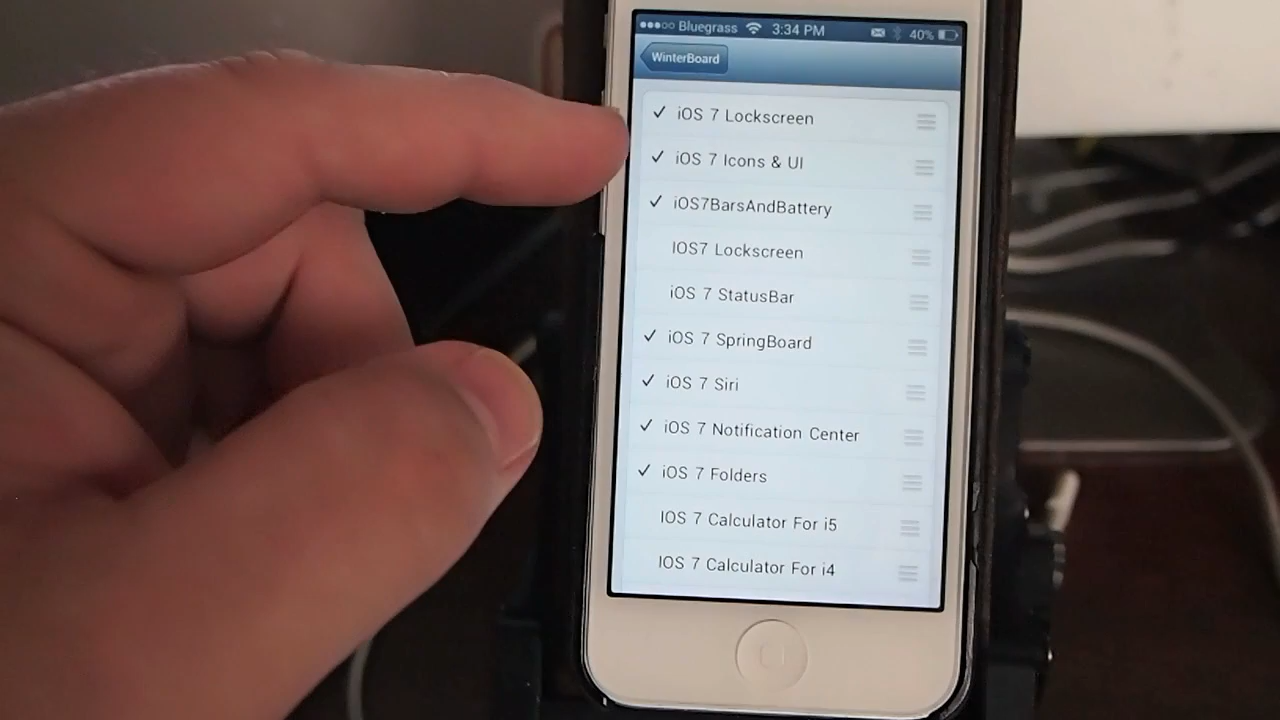 Bluegrass 3:34 PM 40%
WinterBoard
iOS 7 Lockscreen
iOS 7 Icons & UI
iOS7BarsAndBattery
IOS7 Lockscreen
iOS 7 StatusBar
iOS 7 SpringBoard
iOS 7 Siri
iOS 7 Notification Center
iOS 7 Folders
IOS 7 Calculator For i5
IOS 7 Calculator For i4